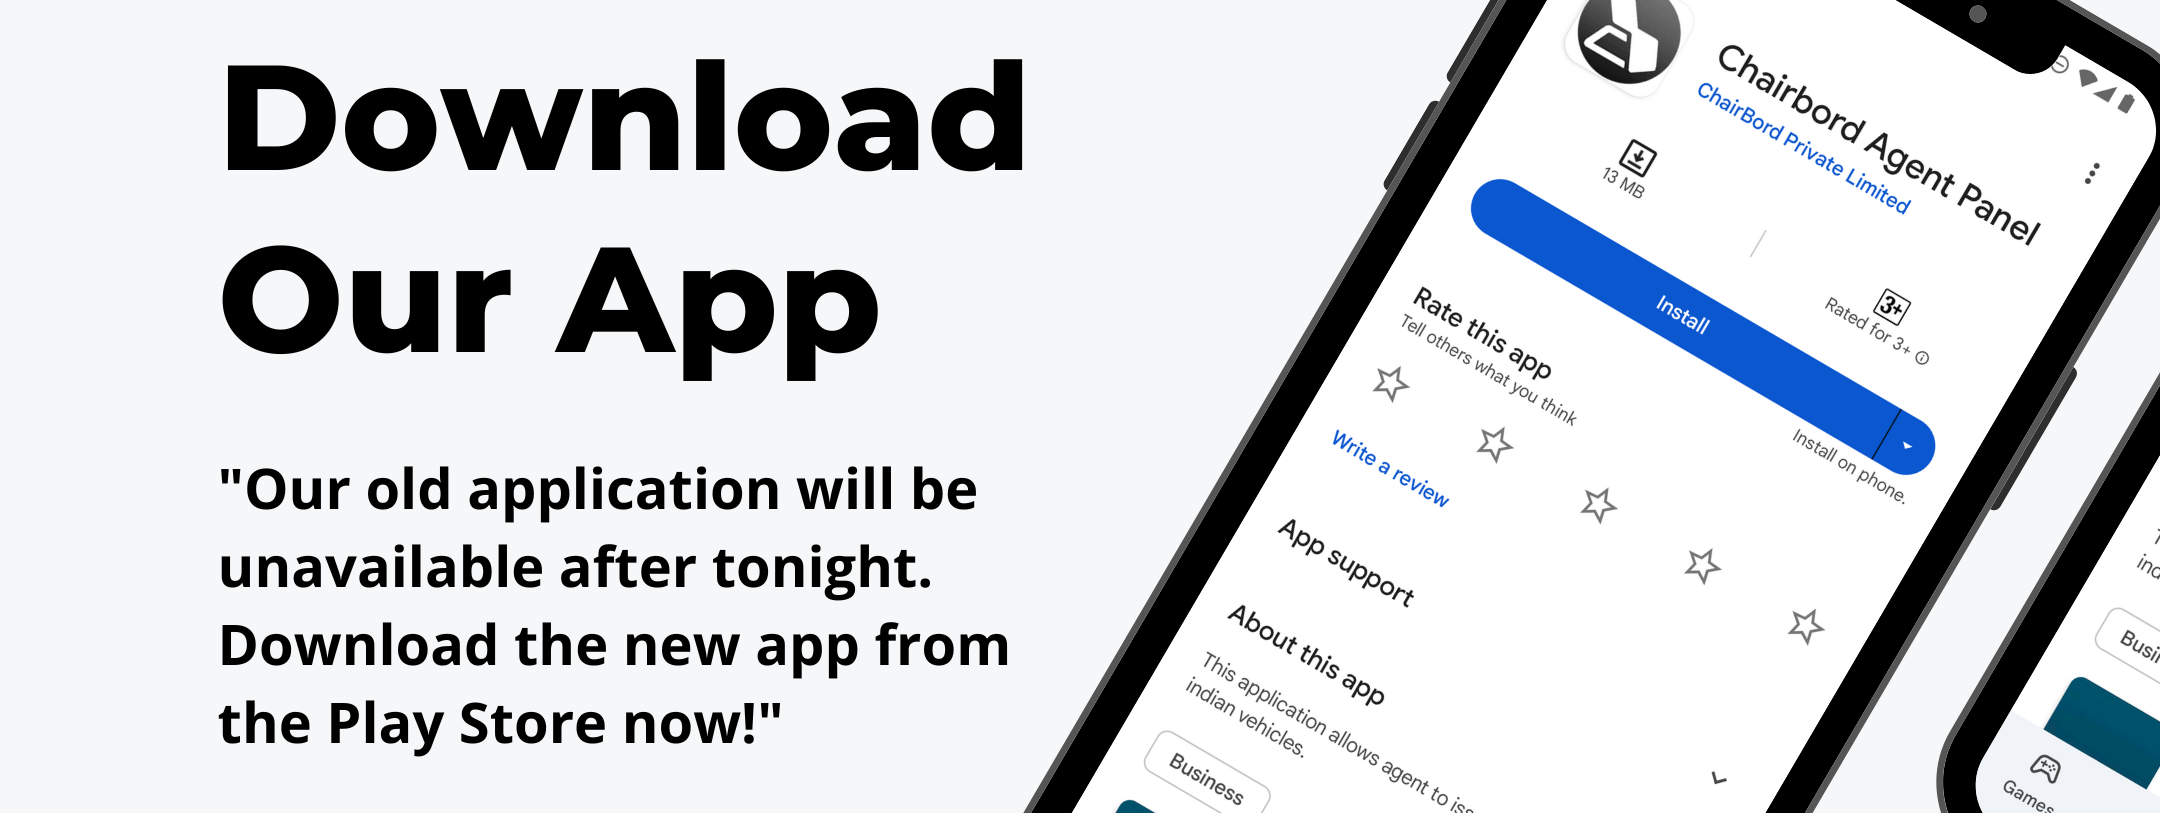 Download
Our App
"Our old application will be
unavailable after tonight.
Download the new app from
the Play Store now!"
Chairbord Agent Panel
ChairBord Private Limited
13 MB
3+
Rated for 3+
Install
Install on phone.
Rate this app
Tell others what you think
Write a review
App support
About this app
This application allows agent to
indian vehicles.
Business
Games